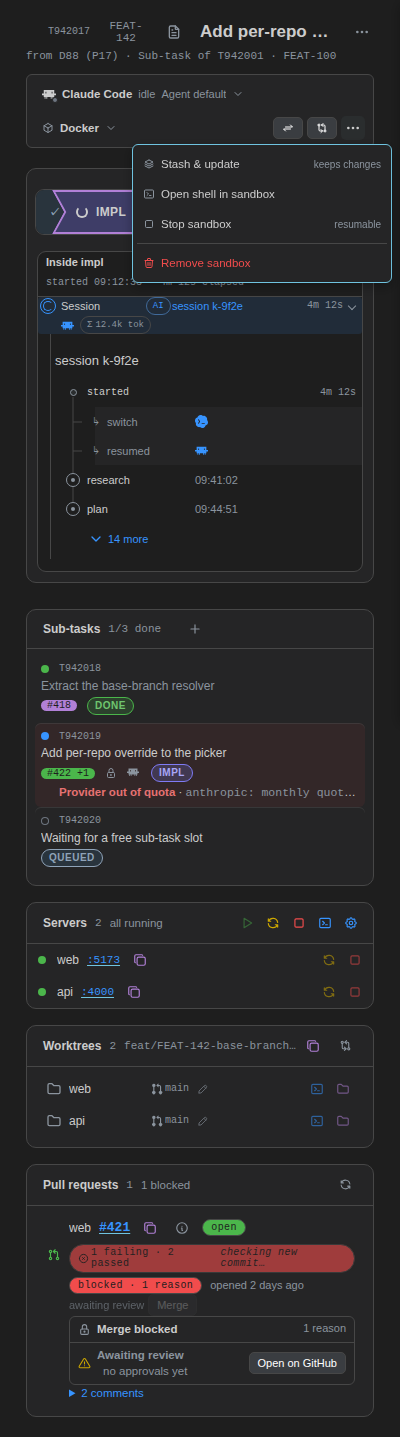 T942017 FEAT-142 Add per-repo …
from D88 (P17) · Sub-task of T942001 · FEAT-100
Claude Code idle Agent default
Docker
Stash & update keeps changes
Open shell in sandbox
Stop sandbox resumable
Remove sandbox
IMPL
Inside impl
started 09:12:3
Session AI session k-9f2e 4m 12s
Σ 12.4k tok
session k-9f2e
started 4m 12s
↳ switch
↳ resumed
research 09:41:02
plan 09:44:51
14 more
Sub-tasks 1/3 done
T942018
Extract the base-branch resolver
#418 DONE
T942019
Add per-repo override to the picker
#422 +1 IMPL
Provider out of quota · anthropic: monthly quot…
T942020
Waiting for a free sub-task slot
QUEUED
Servers 2 all running
web :5173
api :4000
Worktrees 2 feat/FEAT-142-base-branch…
web main
api main
Pull requests 1 1 blocked
web #421 open
1 failing · 2 passed checking new commit…
blocked · 1 reason opened 2 days ago
awaiting review Merge
Merge blocked 1 reason
Awaiting review
no approvals yet
Open on GitHub
2 comments